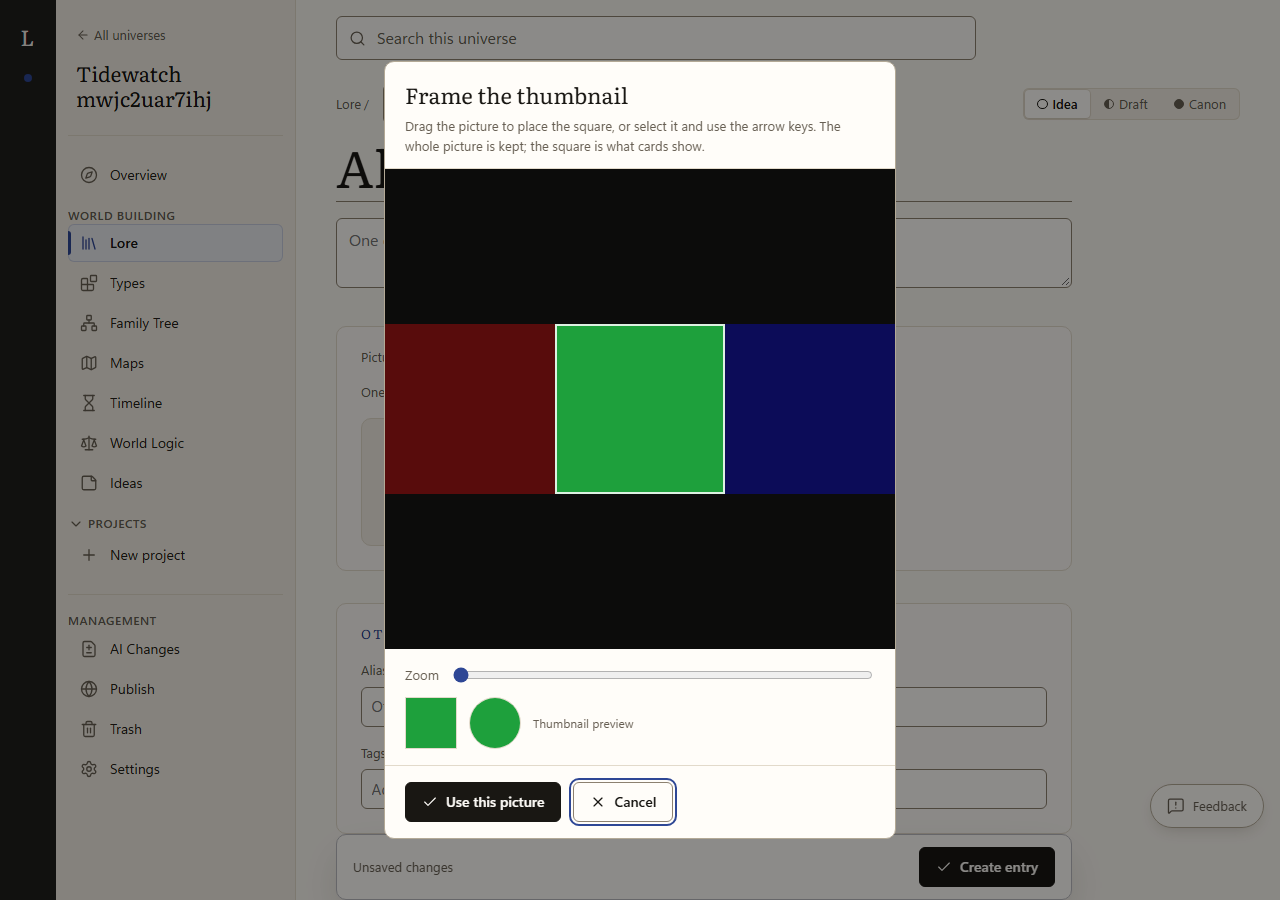 L
All universes
Tidewatch
mwjc2uar7ihj
Overview
WORLD BUILDING
Lore
Types
Family Tree
Maps
Timeline
World Logic
Ideas
PROJECTS
New project
MANAGEMENT
AI Changes
Publish
Trash
Settings
Search this universe
Lore /
Idea
Draft
Canon
One
Frame the thumbnail
Drag the picture to place the square, or select it and use the arrow keys. The
whole picture is kept; the square is what cards show.
One
Zoom
Thumbnail preview
Use this picture
Cancel
Tags
Unsaved changes
Create entry
Feedback